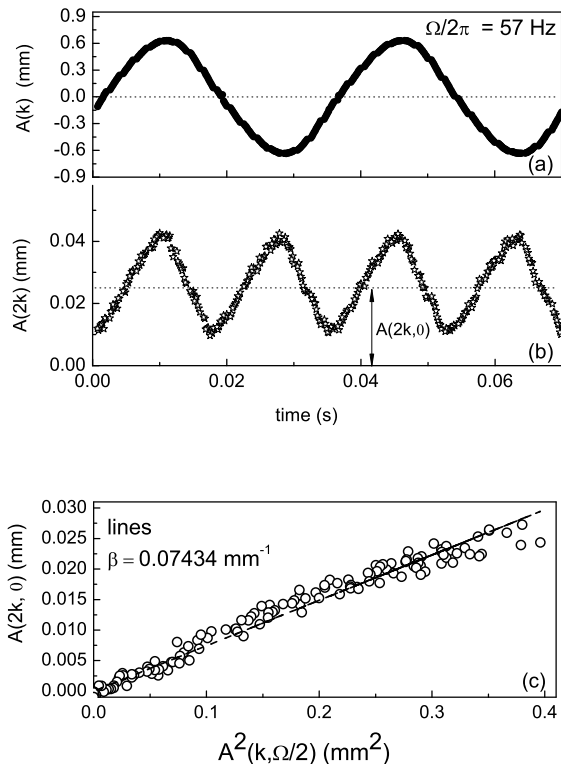 Ω/2π = 57 Hz
A(k) (mm)
0.9
0.6
0.3
0.0
-0.3
-0.6
-0.9
(a)
A(2k) (mm)
0.04
0.02
0.00
A(2k,0)
(b)
0.00 0.02 0.04 0.06
time (s)
A(2k, 0) (mm)
0.030
0.025
0.020
0.015
0.010
0.005
0.000
lines
β = 0.07434 mm⁻¹
(c)
0.0 0.1 0.2 0.3 0.4
A²(k,Ω/2) (mm²)